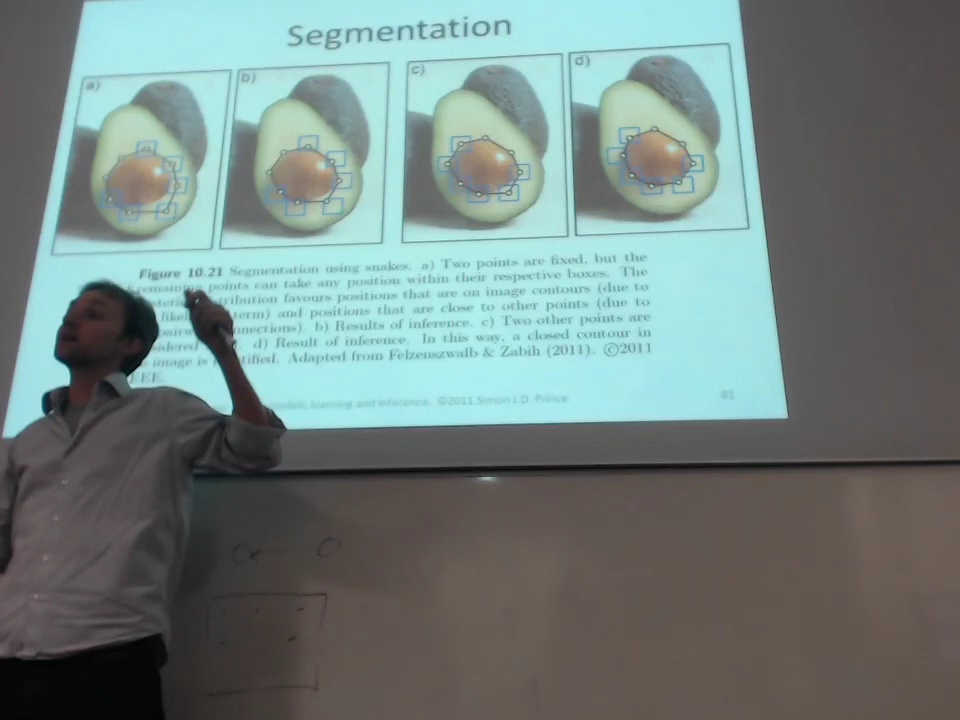 Segmentation
a) b) c) d)
Figure 10.21 Segmentation using snakes. a) Two points are fixed, but the
remaining points can take any position within their respective boxes. The
distribution favours positions that are on image contours (due to
term) and positions that are close to other points (due to
b) Results of inference. c) Two other points are
d) Result of inference. In this way, a closed contour in
image is Adapted from Felzenszwalb & Zabih (2011). ©2011
learning and inference. ©2011 Simon J.D. Prince